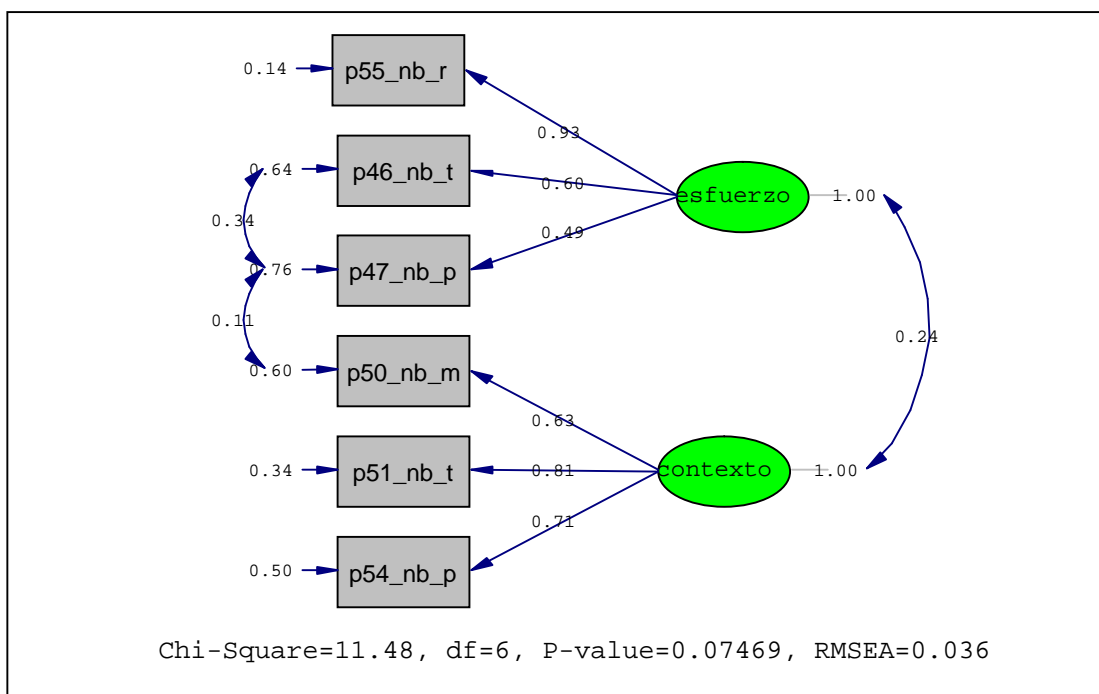 0.14 p55_nb_r
0.93
0.64 p46_nb_t
0.60
esfuerzo 1.00
0.34
0.49
0.76 p47_nb_p
0.11
0.24
0.60 p50_nb_m
0.63
0.34 p51_nb_t
0.81
contexto 1.00
0.71
0.50 p54_nb_p
Chi-Square=11.48, df=6, P-value=0.07469, RMSEA=0.036